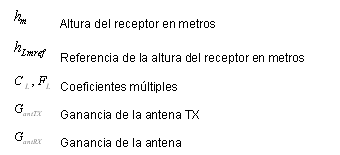 h_m Altura del receptor en metros
h_Lmref Referencia de la altura del receptor en metros
C_L , F_L Coeficientes múltiples
G_antTX Ganancia de la antena TX
G_antRX Ganancia de la antena